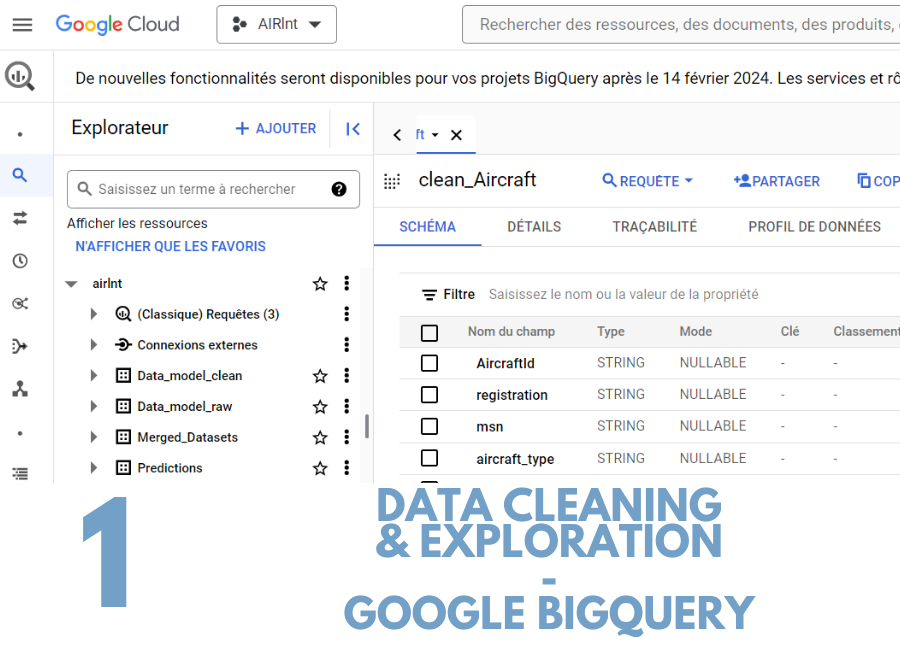 Google Cloud
AIRInt
Rechercher des ressources, des documents, des produits,
De nouvelles fonctionnalités seront disponibles pour vos projets BigQuery après le 14 février 2024. Les services et rô
Explorateur
+ AJOUTER
ft
Saisissez un terme à rechercher
clean_Aircraft
REQUÊTE
PARTAGER
COP
Afficher les ressources
N'AFFICHER QUE LES FAVORIS
SCHÉMA
DÉTAILS
TRAÇABILITÉ
PROFIL DE DONNÉES
airInt
(Classique) Requêtes (3)
Connexions externes
Data_model_clean
Data_model_raw
Merged_Datasets
Predictions
Filtre Saisissez le nom ou la valeur de la propriété
Nom du champ Type Mode Clé Classement
AircraftId STRING NULLABLE - -
registration STRING NULLABLE - -
msn STRING NULLABLE - -
aircraft_type STRING NULLABLE - -
1
DATA CLEANING
& EXPLORATION
-
GOOGLE BIGQUERY